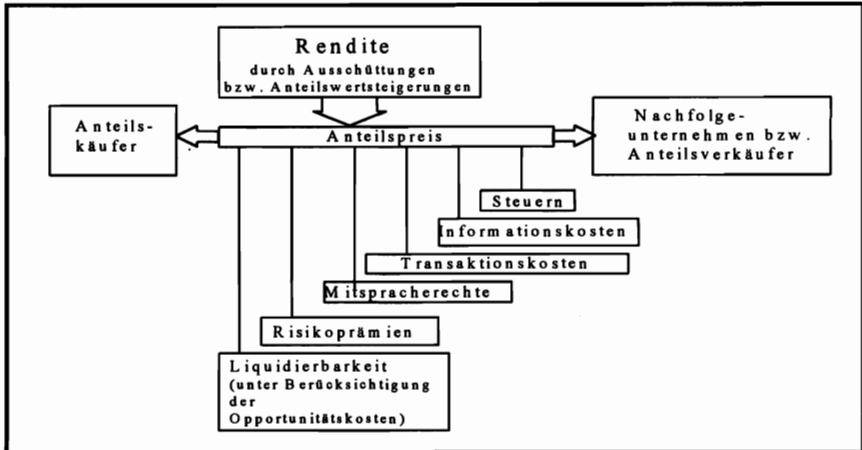 Rendite
durch Ausschüttungen
bzw. Anteilswertsteigerungen
Anteils-
käufer
Anteilspreis
Nachfolge-
unternehmen bzw.
Anteilsverkäufer
Steuern
Informationskosten
Transaktionskosten
Mitspracherechte
Risikoprämien
Liquidierbarkeit
(unter Berücksichtigung
der
Opportunitätskosten)